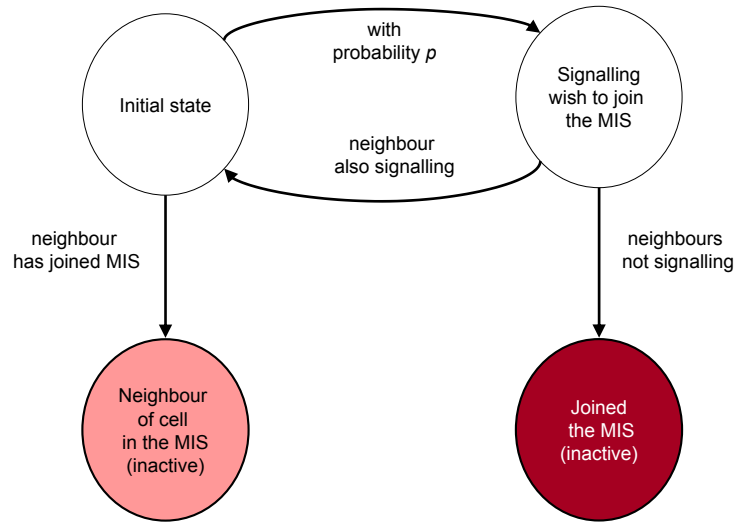 with
probability p
Initial state
Signalling
wish to join
the MIS
neighbour
also signalling
neighbour
has joined MIS
neighbours
not signalling
Neighbour
of cell
in the MIS
(inactive)
Joined
the MIS
(inactive)